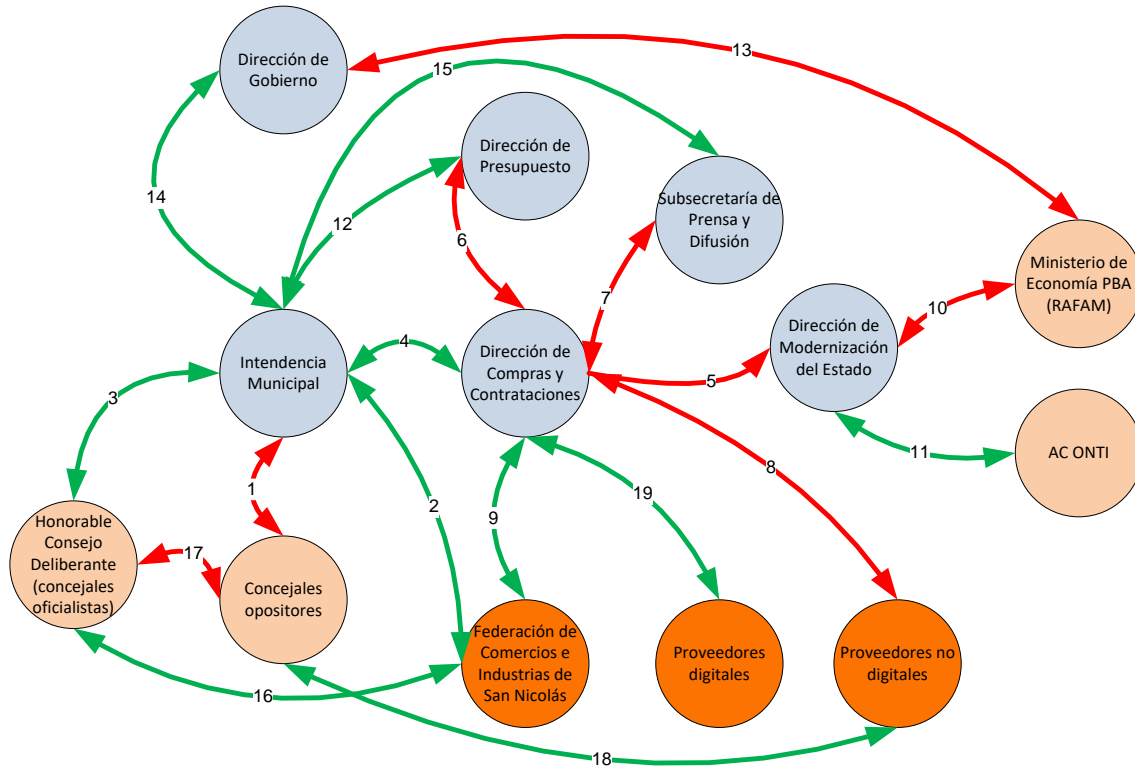 13
Dirección de
Gobierno
15
Dirección de
Presupuesto
14
Subsecretaría de
Prensa y
Difusión
12
6
Ministerio de
Economía PBA
(RAFAM)
7
10
Dirección de
Modernización
del Estado
4
Intendencia
Municipal
Dirección de
Compras y
Contrataciones
5
3
11
AC ONTI
8
1
2
9
19
Honorable
Consejo
Deliberante
(concejales
oficialistas)
17
Concejales
opositores
Federación de
Comercios e
Industrias de
San Nicolás
Proveedores
digitales
Proveedores no
digitales
16
18